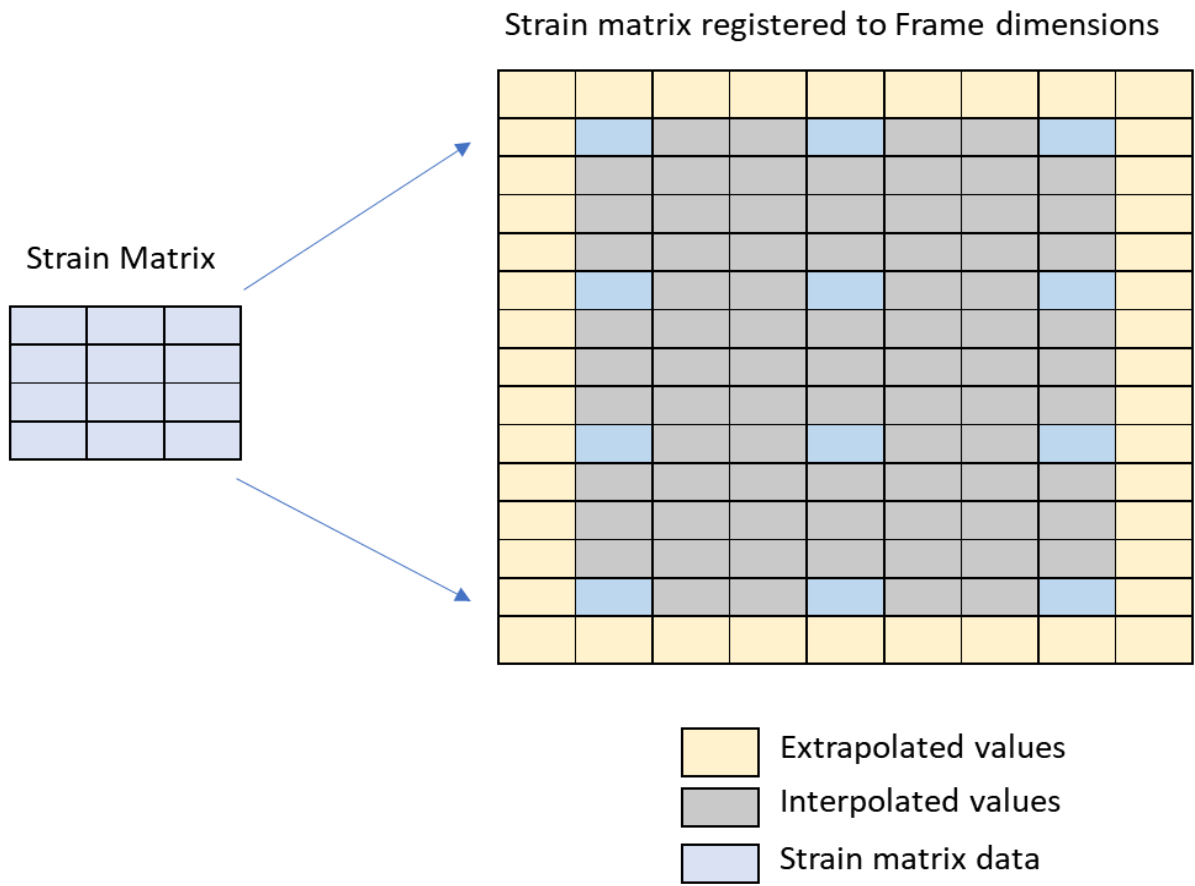 Strain matrix registered to Frame dimensions
Strain Matrix
Extrapolated values
Interpolated values
Strain matrix data